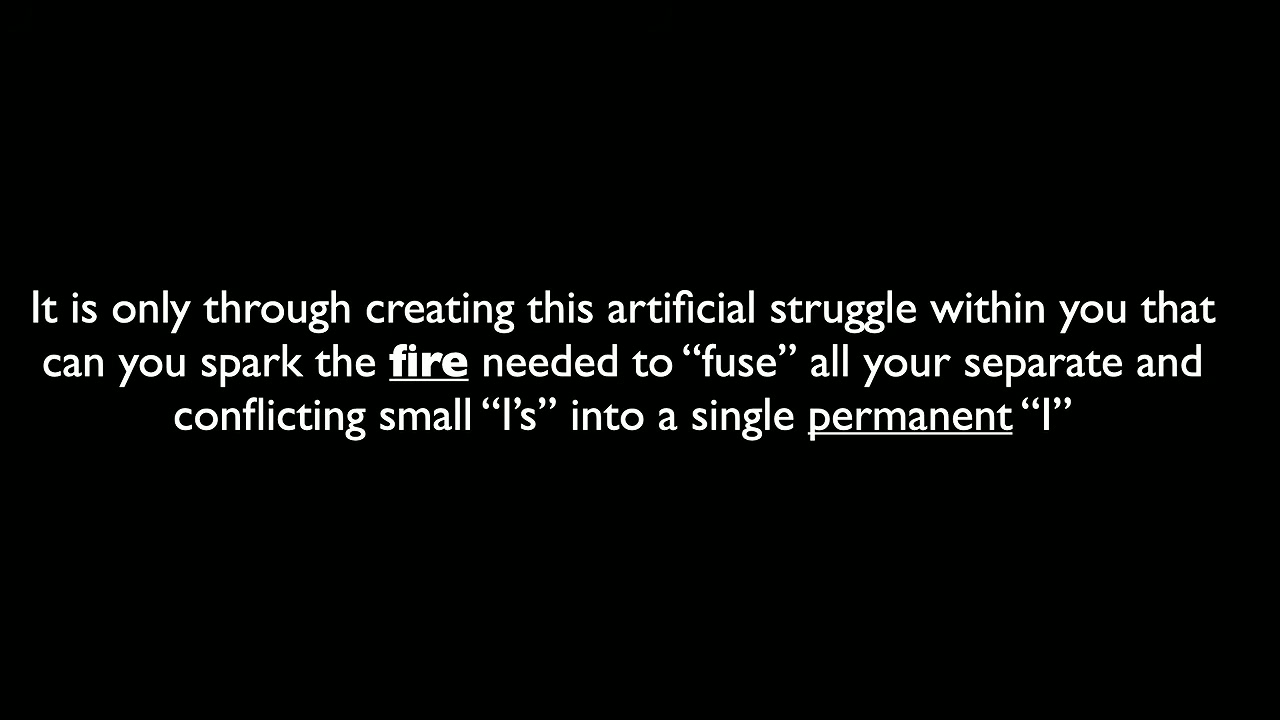 It is only through creating this artificial struggle within you that
can you spark the fire needed to “fuse” all your separate and
conflicting small “I’s” into a single permanent “I”